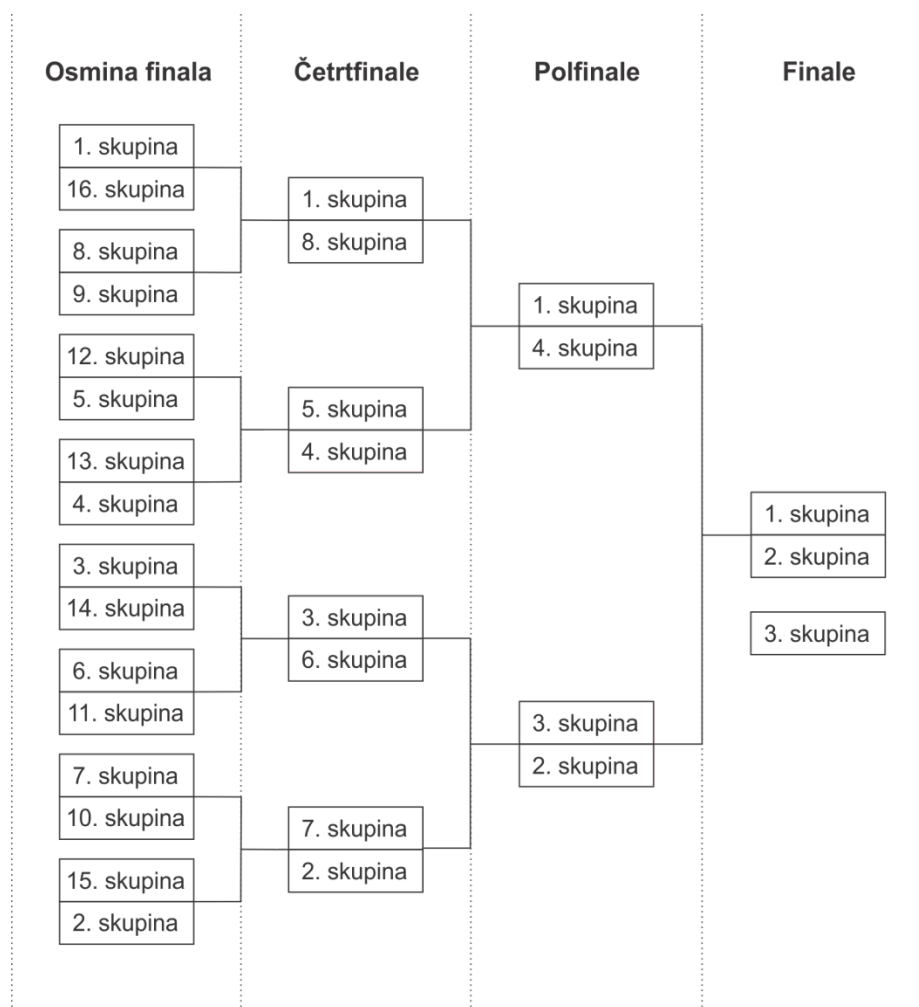 Osmina finala
1. skupina
16. skupina
8. skupina
9. skupina
12. skupina
5. skupina
13. skupina
4. skupina
3. skupina
14. skupina
6. skupina
11. skupina
7. skupina
10. skupina
15. skupina
2. skupina
Četrtfinale
1. skupina
8. skupina
5. skupina
4. skupina
3. skupina
6. skupina
7. skupina
2. skupina
Polfinale
1. skupina
4. skupina
3. skupina
2. skupina
Finale
1. skupina
2. skupina
3. skupina